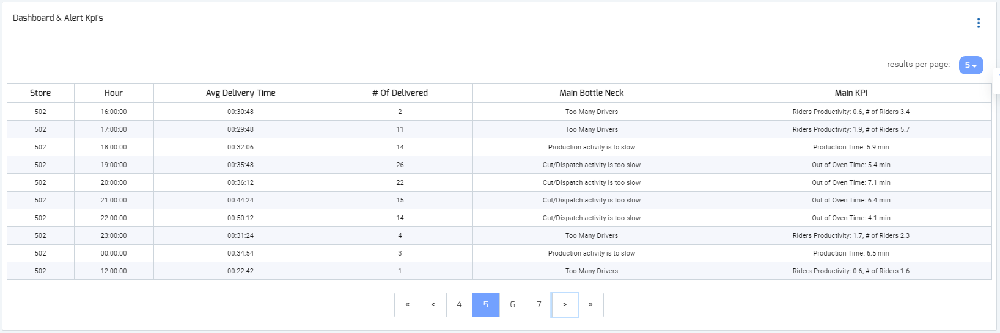 Dashboard & Alert Kpi's
results per page: 5
Store Hour Avg Delivery Time # Of Delivered Main Bottle Neck Main KPI
502 16:00:00 00:30:48 2 Too Many Drivers Riders Productivity: 0.6, # of Riders 3.4
502 17:00:00 00:29:48 11 Too Many Drivers Riders Productivity: 1.9, # of Riders 5.7
502 18:00:00 00:32:06 14 Production activity is to slow Production Time: 5.9 min
502 19:00:00 00:35:48 26 Cut/Dispatch activity is too slow Out of Oven Time: 5.4 min
502 20:00:00 00:36:12 22 Cut/Dispatch activity is too slow Out of Oven Time: 7.1 min
502 21:00:00 00:44:24 15 Cut/Dispatch activity is too slow Out of Oven Time: 6.4 min
502 22:00:00 00:50:12 14 Cut/Dispatch activity is too slow Out of Oven Time: 4.1 min
502 23:00:00 00:31:24 4 Too Many Drivers Riders Productivity: 1.7, # of Riders 2.3
502 00:00:00 00:34:54 3 Production activity is to slow Production Time: 6.5 min
502 12:00:00 00:22:42 1 Too Many Drivers Riders Productivity: 0.6, # of Riders 1.6
« < 4 5 6 7 > »